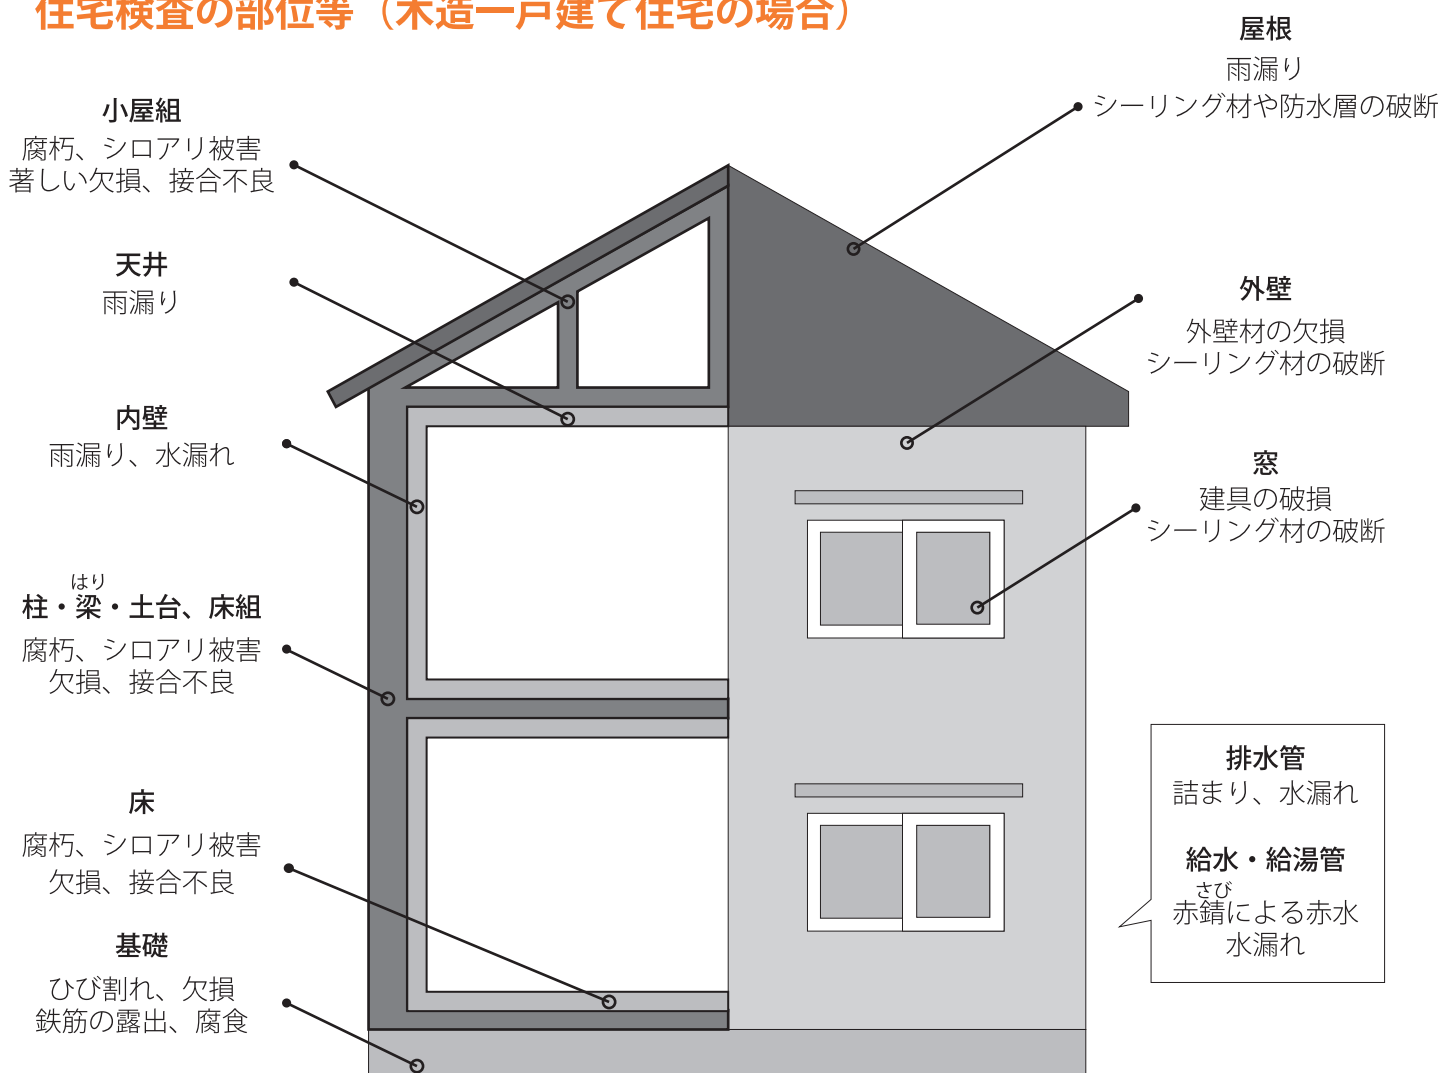 住宅検査の部位等（木造一戸建て住宅の場合）
小屋組
腐朽、シロアリ被害
著しい欠損、接合不良
天井
雨漏り
内壁
雨漏り、水漏れ
はり
柱・梁・土台、床組
腐朽、シロアリ被害
欠損、接合不良
床
腐朽、シロアリ被害
欠損、接合不良
基礎
ひび割れ、欠損
鉄筋の露出、腐食
屋根
雨漏り
シーリング材や防水層の破断
外壁
外壁材の欠損
シーリング材の破断
窓
建具の破損
シーリング材の破断
排水管
詰まり、水漏れ
給水・給湯管
さび
赤錆による赤水
水漏れ